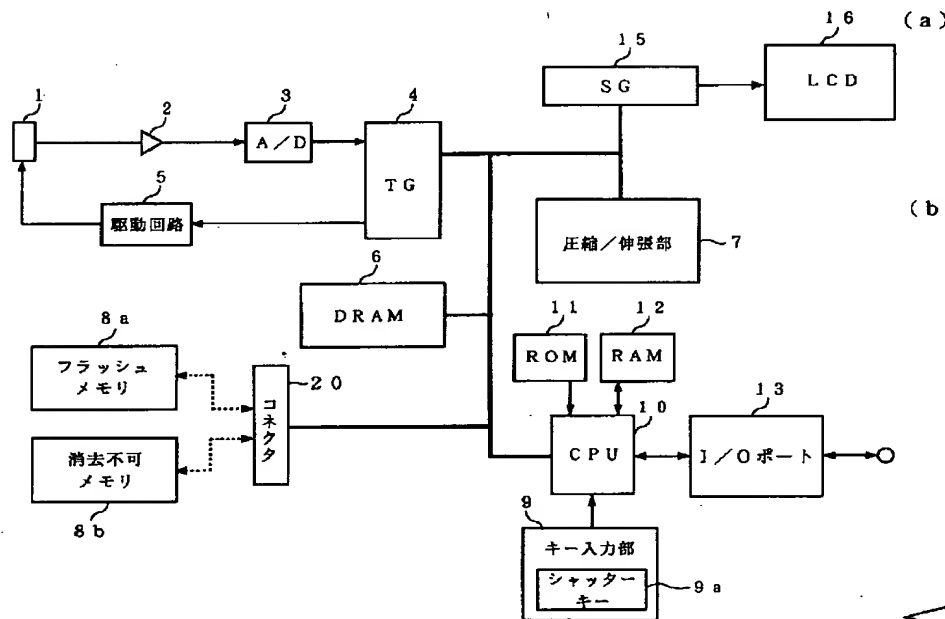 (a)
16
LCD
15
SG
1
2
3
A/D
4
TG
5
駆動回路
(b
圧縮/伸張部
7
6
DRAM
8a
フラッシュ
メモリ
20
コネクタ
消去不可
メモリ
8b
11
ROM
12
RAM
10
CPU
13
I/Oポート
9
キー入力部
シャッター
キー
9a